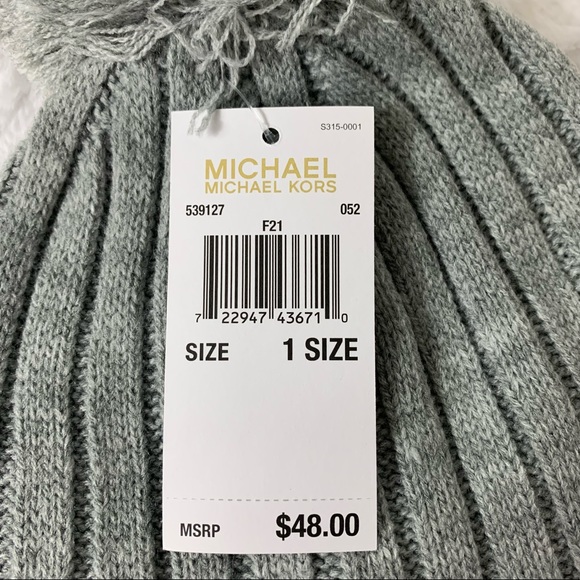 S315-0001
MICHAEL
MICHAEL KORS
539127 052
F21
7 22947 43671 0
SIZE 1 SIZE
MSRP $48.00